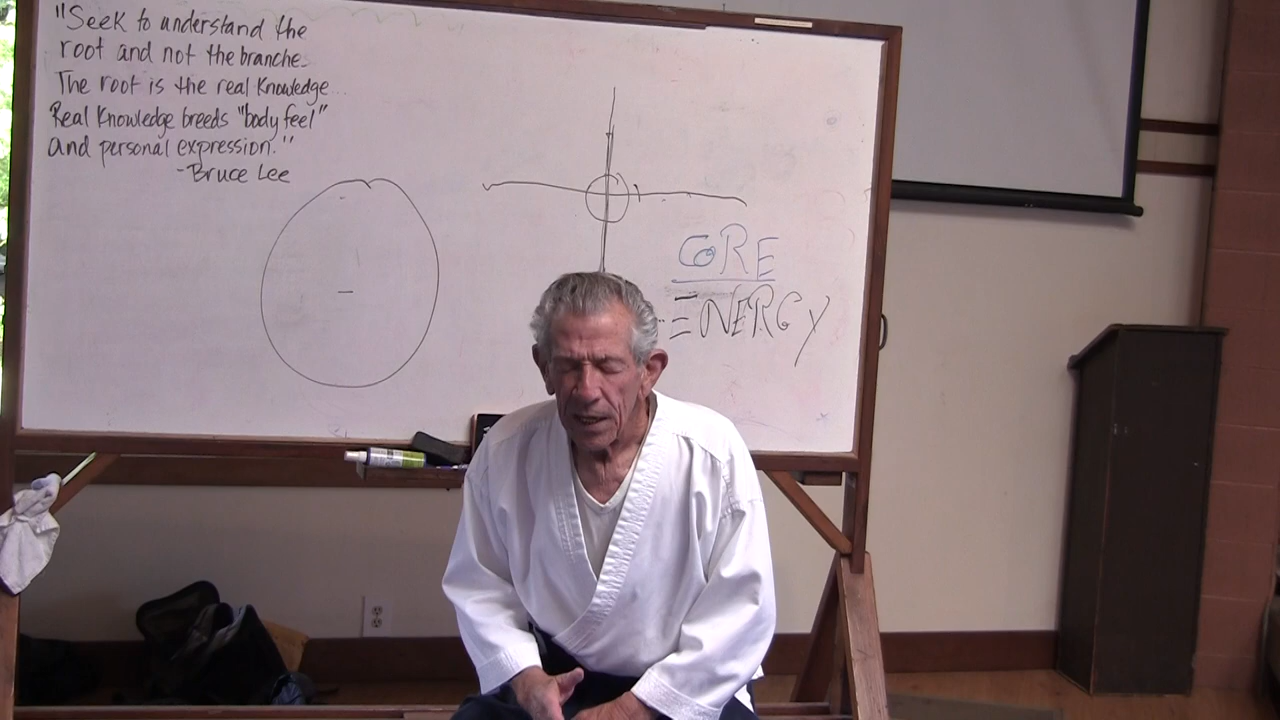 "Seek to understand the
root and not the branche.
The root is the real knowledge...
Real knowledge breeds "body feel"
and personal expression."
-Bruce Lee
CORE
ENERGY